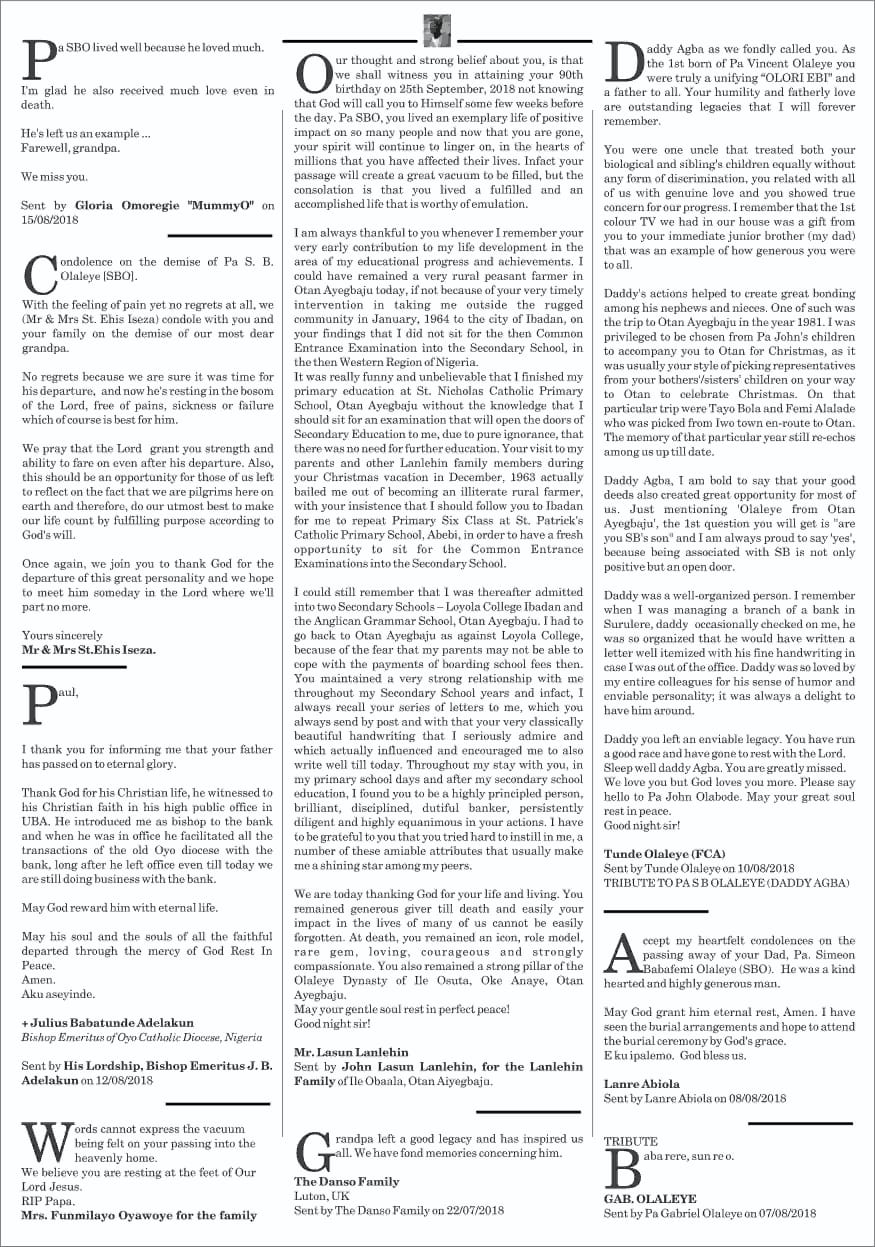 Pa SBO lived well because he loved much.
I'm glad he also received much love even in
death.
He's left us an example ...
Farewell, grandpa.
We miss you.
Sent by Gloria Omoregie "MummyO" on
15/08/2018
Condolence on the demise of Pa S. B.
Olaleye [SBO].
With the feeling of pain yet no regrets at all, we
(Mr & Mrs St. Ehis Iseza) condole with you and
your family on the demise of our most dear
grandpa.
No regrets because we are sure it was time for
his departure, and now he's resting in the bosom
of the Lord, free of pains, sickness or failure
which of course is best for him.
We pray that the Lord grant you strength and
ability to fare on even after his departure. Also,
this should be an opportunity for those of us left
to reflect on the fact that we are pilgrims here on
earth and therefore, do our utmost best to make
our life count by fulfilling purpose according to
God's will.
Once again, we join you to thank God for the
departure of this great personality and we hope
to meet him someday in the Lord where we'll
part no more.
Yours sincerely
Mr & Mrs St.Ehis Iseza.
Paul,
I thank you for informing me that your father
has passed on to eternal glory.
Thank God for his Christian life, he witnessed to
his Christian faith in his high public office in
UBA. He introduced me as bishop to the bank
and when he was in office he facilitated all the
transactions of the old Oyo diocese with the
bank, long after he left office even till today we
are still doing business with the bank.
May God reward him with eternal life.
May his soul and the souls of all the faithful
departed through the mercy of God Rest In
Peace.
Amen.
Aku aseyinde.
+ Julius Babatunde Adelakun
Bishop Emeritus of Oyo Catholic Diocese, Nigeria
Sent by His Lordship, Bishop Emeritus J. B.
Adelakun on 12/08/2018
Words cannot express the vacuum
being felt on your passing into the
heavenly home.
We believe you are resting at the feet of Our
Lord Jesus.
RIP Papa.
Mrs. Funmilayo Oyawoye for the family
Our thought and strong belief about you, is that
we shall witness you in attaining your 90th
birthday on 25th September, 2018 not knowing
that God will call you to Himself some few weeks before
the day. Pa SBO, you lived an exemplary life of positive
impact on so many people and now that you are gone,
your spirit will continue to linger on, in the hearts of
millions that you have affected their lives. Infact your
passage will create a great vacuum to be filled, but the
consolation is that you lived a fulfilled and an
accomplished life that is worthy of emulation.
I am always thankful to you whenever I remember your
very early contribution to my life development in the
area of my educational progress and achievements. I
could have remained a very rural peasant farmer in
Otan Ayegbaju today, if not because of your very timely
intervention in taking me outside the rugged
community in January, 1964 to the city of Ibadan, on
your findings that I did not sit for the then Common
Entrance Examination into the Secondary School, in
the then Western Region of Nigeria.
It was really funny and unbelievable that I finished my
primary education at St. Nicholas Catholic Primary
School, Otan Ayegbaju without the knowledge that I
should sit for an examination that will open the doors of
Secondary Education to me, due to pure ignorance, that
there was no need for further education. Your visit to my
parents and other Lanlehin family members during
your Christmas vacation in December, 1963 actually
bailed me out of becoming an illiterate rural farmer,
with your insistence that I should follow you to Ibadan
for me to repeat Primary Six Class at St. Patrick's
Catholic Primary School, Abebi, in order to have a fresh
opportunity to sit for the Common Entrance
Examinations into the Secondary School.
I could still remember that I was thereafter admitted
into two Secondary Schools – Loyola College Ibadan and
the Anglican Grammar School, Otan Ayegbaju. I had to
go back to Otan Ayegbaju as against Loyola College,
because of the fear that my parents may not be able to
cope with the payments of boarding school fees then.
You maintained a very strong relationship with me
throughout my Secondary School years and infact, I
always recall your series of letters to me, which you
always send by post and with that your very classically
beautiful handwriting that I seriously admire and
which actually influenced and encouraged me to also
write well till today. Throughout my stay with you, in
my primary school days and after my secondary school
education, I found you to be a highly principled person,
brilliant, disciplined, dutiful banker, persistently
diligent and highly equanimous in your actions. I have
to be grateful to you that you tried hard to instill in me, a
number of these amiable attributes that usually make
me a shining star among my peers.
We are today thanking God for your life and living. You
remained generous giver till death and easily your
impact in the lives of many of us cannot be easily
forgotten. At death, you remained an icon, role model,
rare gem, loving, courageous and strongly
compassionate. You also remained a strong pillar of the
Olaleye Dynasty of Ile Osuta, Oke Anaye, Otan
Ayegbaju.
May your gentle soul rest in perfect peace!
Good night sir!
Mr. Lasun Lanlehin
Sent by John Lasun Lanlehin, for the Lanlehin
Family of Ile Obaala, Otan Aiyegbaju.
Grandpa left a good legacy and has inspired us
all. We have fond memories concerning him.
The Danso Family
Luton, UK
Sent by The Danso Family on 22/07/2018
Daddy Agba as we fondly called you. As
the 1st born of Pa Vincent Olaleye you
were truly a unifying “OLORI EBI” and
a father to all. Your humility and fatherly love
are outstanding legacies that I will forever
remember.
You were one uncle that treated both your
biological and sibling's children equally without
any form of discrimination, you related with all
of us with genuine love and you showed true
concern for our progress. I remember that the 1st
colour TV we had in our house was a gift from
you to your immediate junior brother (my dad)
that was an example of how generous you were
to all.
Daddy's actions helped to create great bonding
among his nephews and nieces. One of such was
the trip to Otan Ayegbaju in the year 1981. I was
privileged to be chosen from Pa John's children
to accompany you to Otan for Christmas, as it
was usually your style of picking representatives
from your bothers'/sisters' children on your way
to Otan to celebrate Christmas. On that
particular trip were Tayo Bola and Femi Alalade
who was picked from Iwo town en-route to Otan.
The memory of that particular year still re-echos
among us up till date.
Daddy Agba, I am bold to say that your good
deeds also created great opportunity for most of
us. Just mentioning 'Olaleye from Otan
Ayegbaju', the 1st question you will get is "are
you SB's son" and I am always proud to say 'yes',
because being associated with SB is not only
positive but an open door.
Daddy was a well-organized person. I remember
when I was managing a branch of a bank in
Surulere, daddy occasionally checked on me, he
was so organized that he would have written a
letter well itemized with his fine handwriting in
case I was out of the office. Daddy was so loved by
my entire colleagues for his sense of humor and
enviable personality; it was always a delight to
have him around.
Daddy you left an enviable legacy. You have run
a good race and have gone to rest with the Lord.
Sleep well daddy Agba. You are greatly missed.
We love you but God loves you more. Please say
hello to Pa John Olabode. May your great soul
rest in peace.
Good night sir!
Tunde Olaleye (FCA)
Sent by Tunde Olaleye on 10/08/2018
TRIBUTE TO PA S B OLALEYE (DADDY AGBA)
Accept my heartfelt condolences on the
passing away of your Dad, Pa. Simeon
Babafemi Olaleye (SBO). He was a kind
hearted and highly generous man.
May God grant him eternal rest, Amen. I have
seen the burial arrangements and hope to attend
the burial ceremony by God's grace.
E ku ipalemo. God bless us.
Lanre Abiola
Sent by Lanre Abiola on 08/08/2018
TRIBUTE
Baba rere, sun re o.
GAB. OLALEYE
Sent by Pa Gabriel Olaleye on 07/08/2018